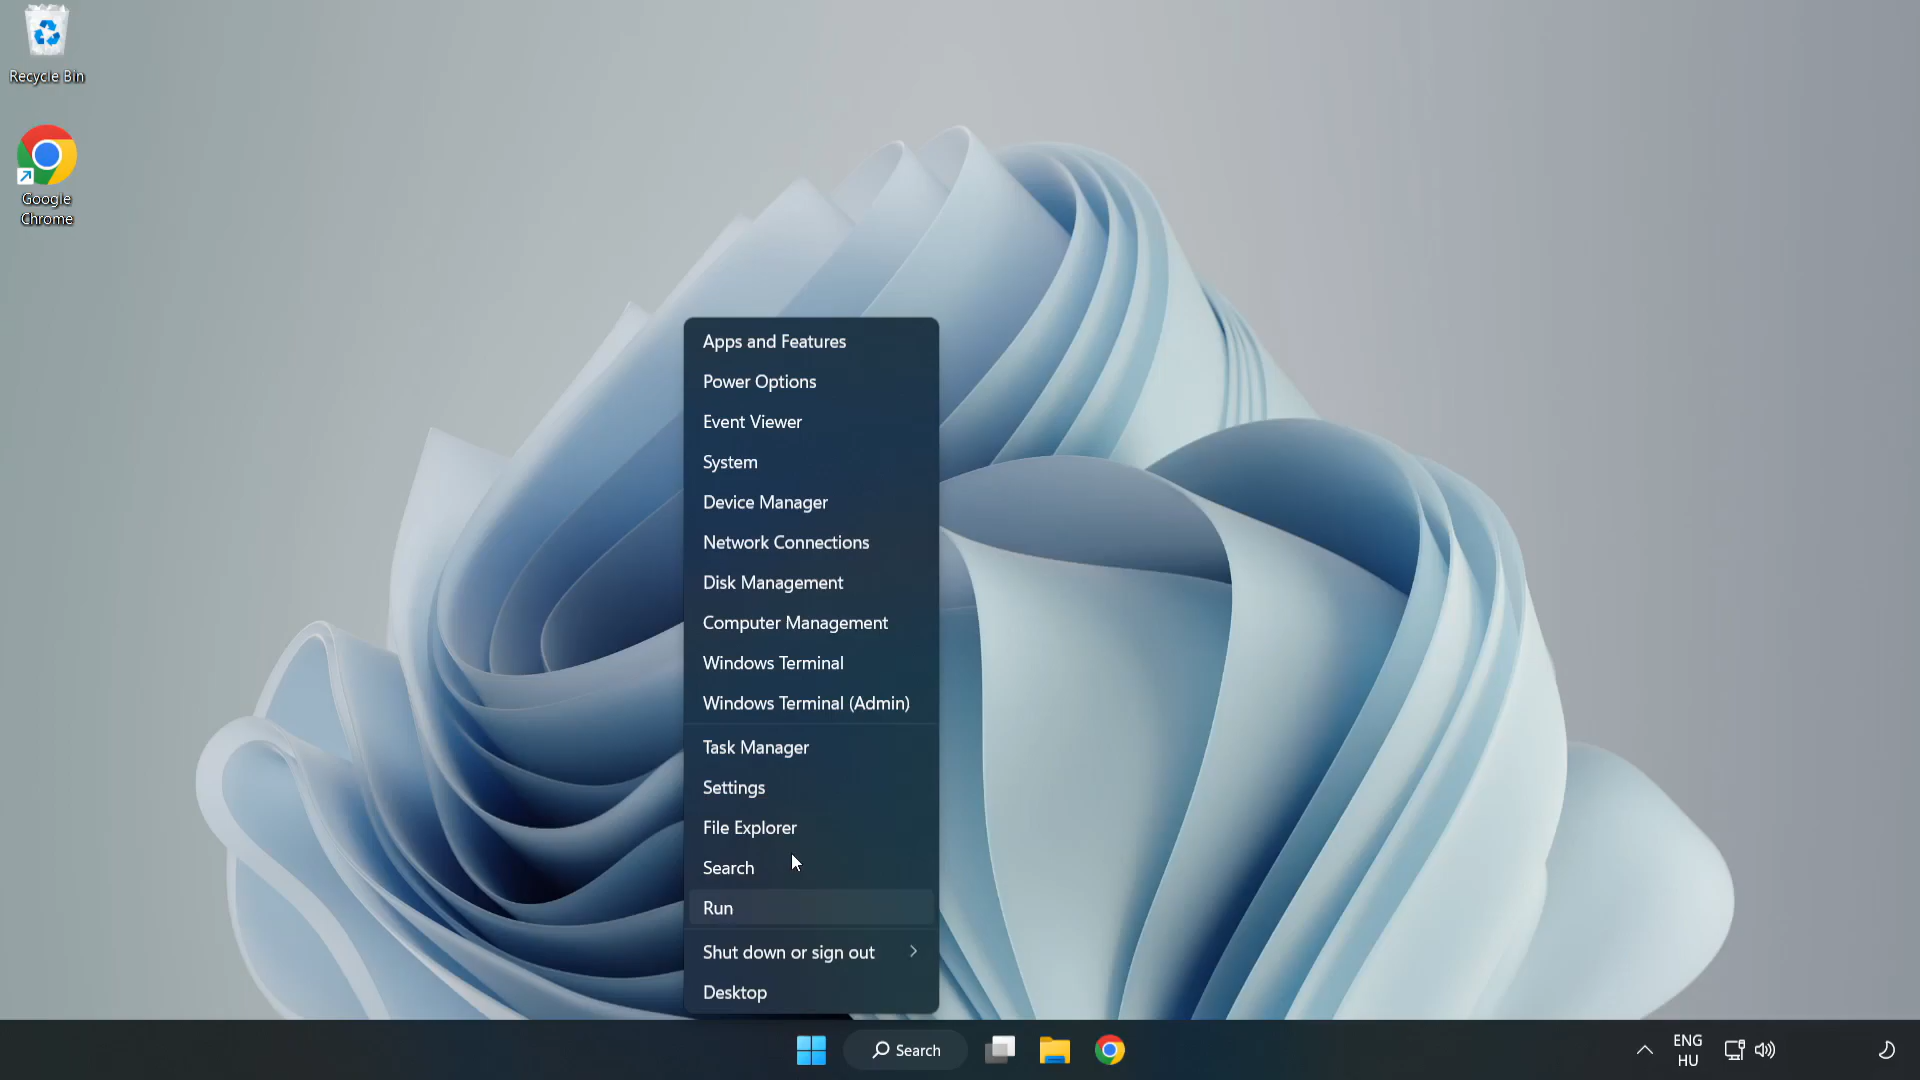 Recycle Bin
Google
Chrome
Apps and Features
Power Options
Event Viewer
System
Device Manager
Network Connections
Disk Management
Computer Management
Windows Terminal
Windows Terminal (Admin)
Task Manager
Settings
File Explorer
Search
Run
Shut down or sign out
Desktop
Search
ENG
HU